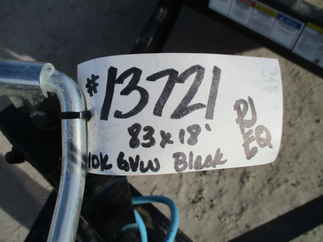 *13721
83 x 18'
10K GVW Black
PJ
EQ